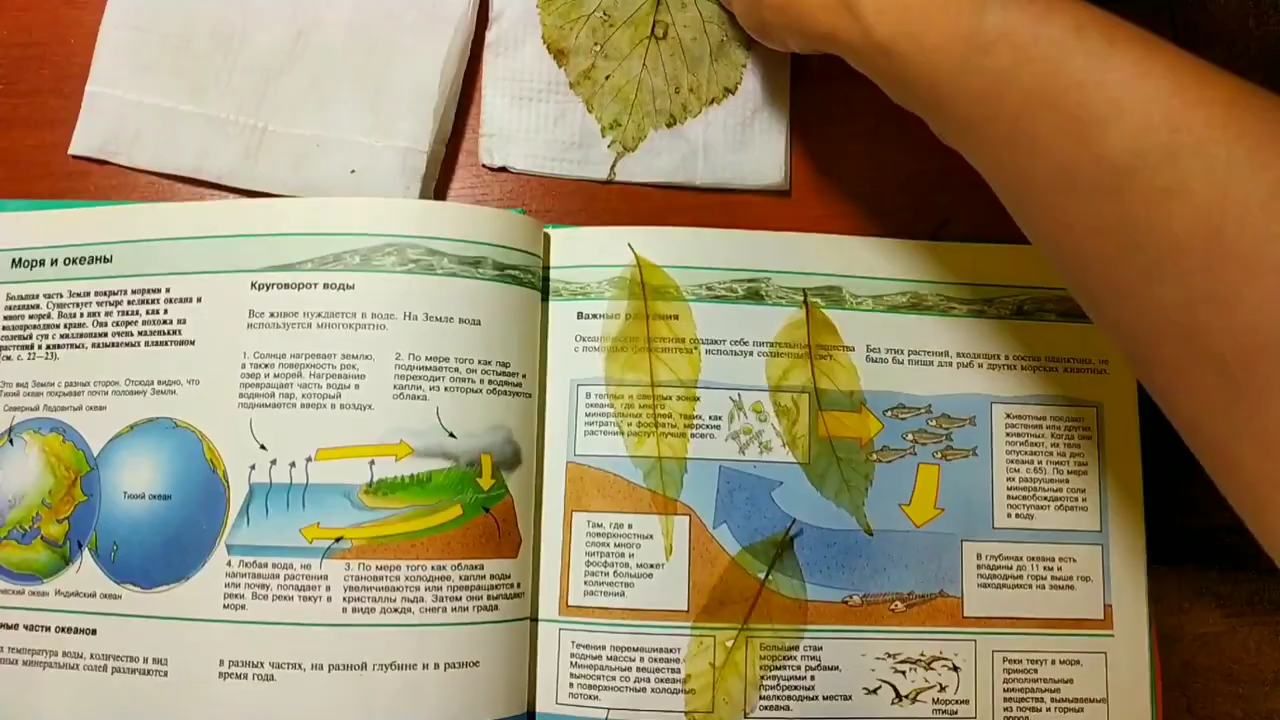 Моря и океаны
Большая часть Земли покрыта морями и
океанами. Существует четыре великих океана и
много морей. Вода в них не такая, как в
водопроводном кране. Она скорее похожа на
соленый суп с миллионами очень маленьких
растений и животных, называемых планктоном
(см. с. 22–23).
Это вид Земли с разных сторон. Отсюда видно, что
Тихий океан покрывает почти половину Земли.
Северный Ледовитый океан
Тихий океан
Индийский океан
Круговорот воды
Все живое нуждается в воде. На Земле вода
используется многократно.
1. Солнце нагревает землю,
а также поверхность рек,
озер и морей. Нагревание
превращает часть воды в
водяной пар, который
поднимается вверх в воздух.
2. По мере того как пар
поднимается, он остывает и
переходит опять в водяные
капли, из которых образуются
облака.
4. Любая вода, не
напитавшая растения
или почву, попадает в
реки. Все реки текут в
моря.
3. По мере того как облака
становятся холоднее, капли воды
увеличиваются или превращаются в
кристаллы льда. Затем они выпадают
в виде дождя, снега или града.
части океанов
температура воды, количество и вид
минеральных солей различаются
в разных частях, на разной глубине и в разное
время года.
Важные растения
Океанические растения создают себе питательные вещества
с помощью фотосинтеза*, используя солнечный свет.
Без этих растений, входящих в состав планктона, не
было бы пищи для рыб и других морских животных.
В теплых и светлых зонах
океана, где много
минеральных солей, таких, как
нитраты* и фосфаты, морские
растения растут лучше всего.
Животные поедают
растения или других
животных. Когда они
погибают, их тела
опускаются на дно
океана и гниют там
(см. с.65). По мере
их разрушения
минеральные соли
высвобождаются и
поступают обратно
в воду.
Там, где в
поверхностных
слоях много
нитратов и
фосфатов, может
расти большое
количество
растений.
В глубинах океана есть
впадины до 11 км и
подводные горы выше гор,
находящихся на земле.
Течения перемешивают
водные массы в океане.
Минеральные вещества
выносятся со дна океана
в поверхностные холодные
потоки.
Большие стаи
морских птиц
кормятся рыбами,
живущими в
прибрежных
мелководных местах
океана.
Морские
птицы
Реки текут в моря,
принося
дополнительные
минеральные
вещества, вымываемые
из почвы и горных
пород.